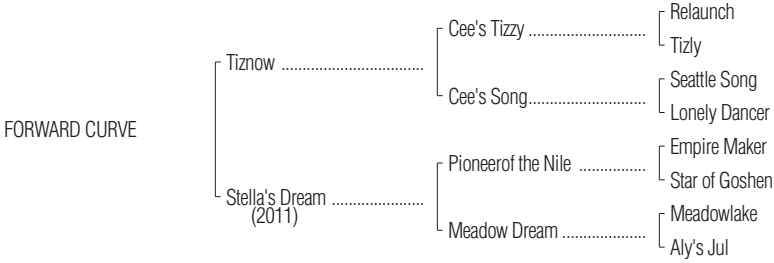 Relaunch
Cee's Tizzy ..............................
Tizly
Tiznow .....................................
Seattle Song
Cee's Song..............................
Lonely Dancer
FORWARD CURVE
Empire Maker
Pioneerof the Nile .................
Star of Goshen
Stella's Dream ........................
(2011)
Meadowlake
Meadow Dream .....................
Aly's Jul